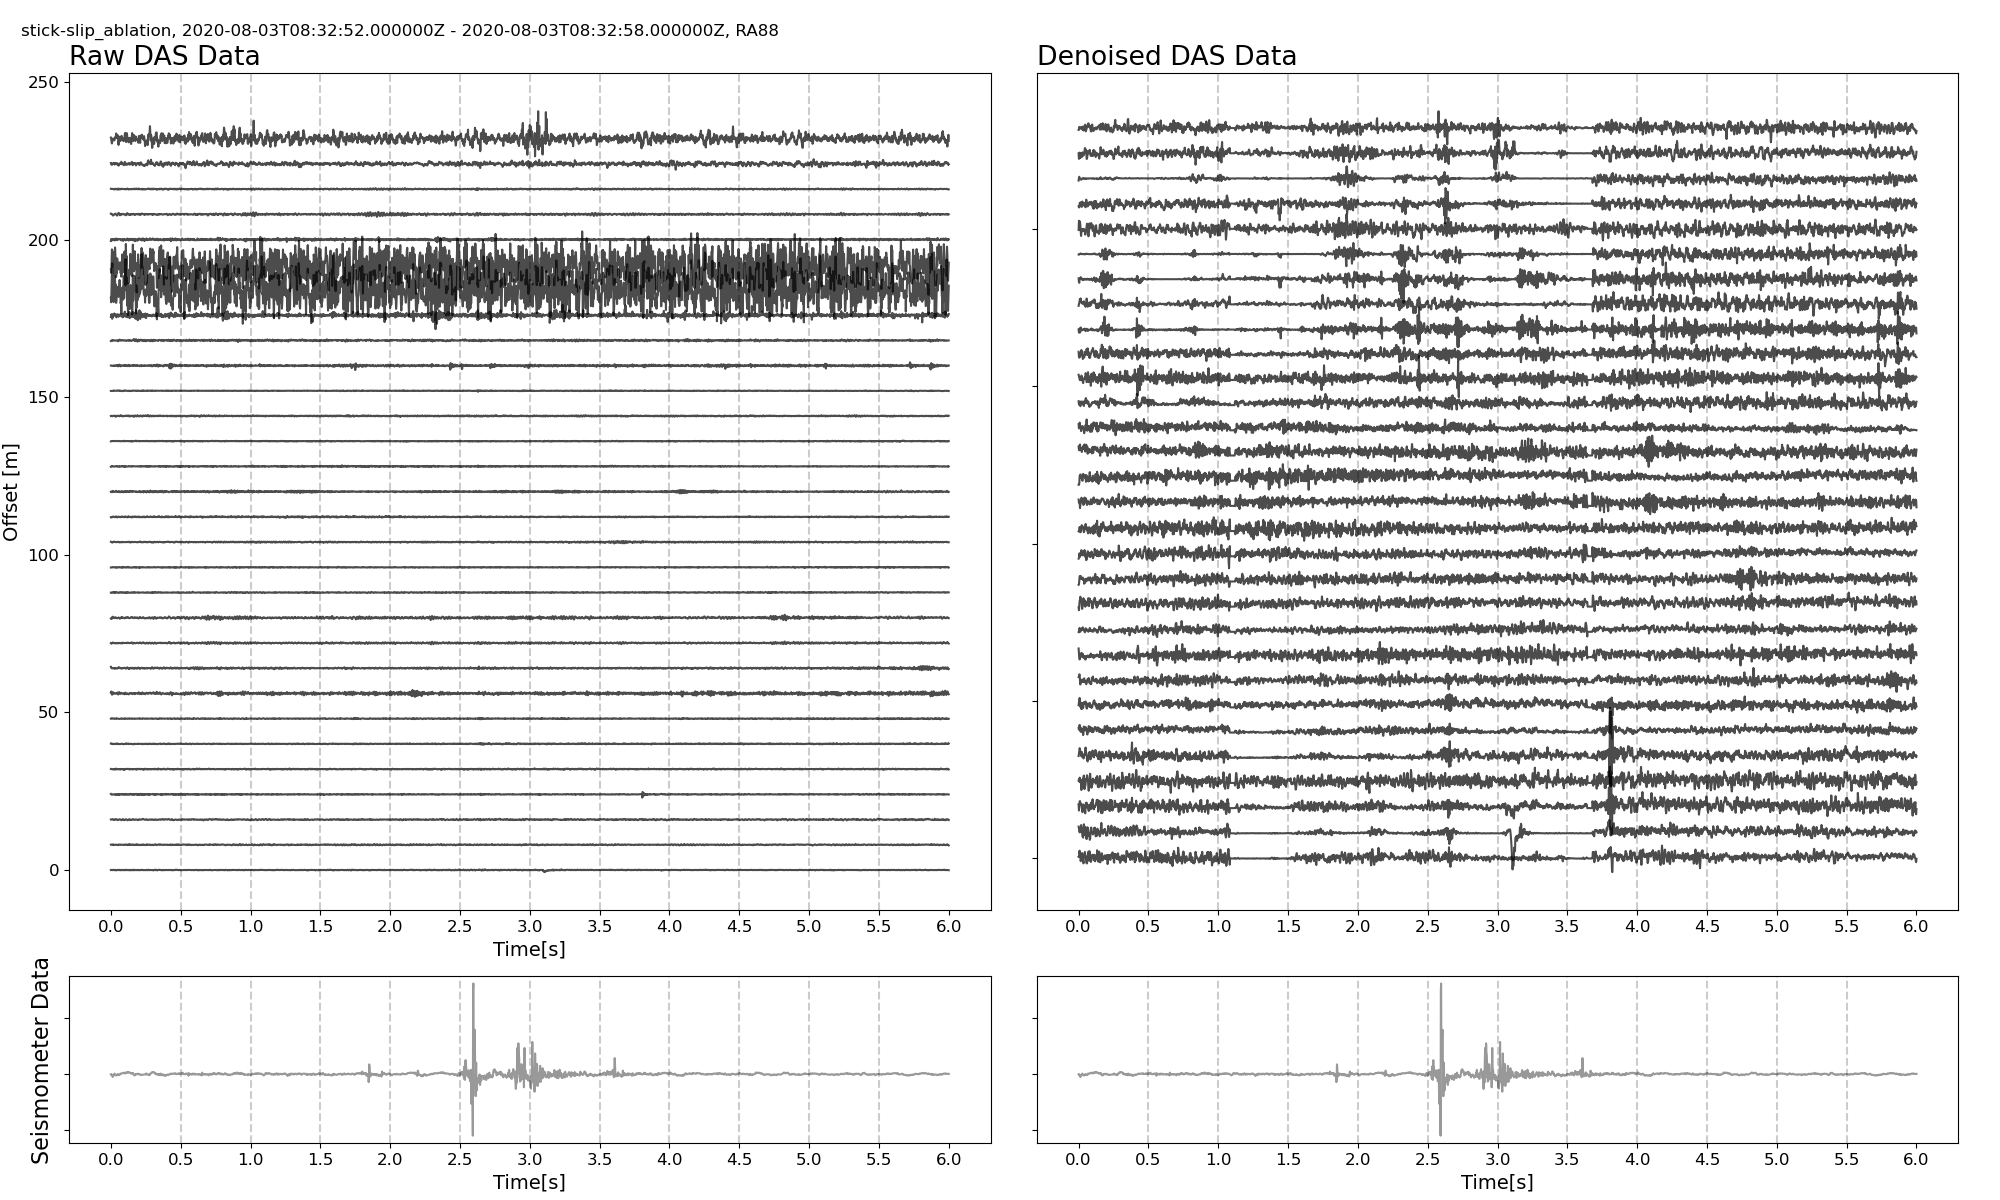 stick-slip_ablation, 2020-08-03T08:32:52.000000Z - 2020-08-03T08:32:58.000000Z, RA88
Raw DAS Data
Denoised DAS Data
250
200
150
100
50
0
Offset [m]
0.0 0.5 1.0 1.5 2.0 2.5 3.0 3.5 4.0 4.5 5.0 5.5 6.0
Time[s]
0.0 0.5 1.0 1.5 2.0 2.5 3.0 3.5 4.0 4.5 5.0 5.5 6.0
Seismometer Data
0.0 0.5 1.0 1.5 2.0 2.5 3.0 3.5 4.0 4.5 5.0 5.5 6.0
Time[s]
0.0 0.5 1.0 1.5 2.0 2.5 3.0 3.5 4.0 4.5 5.0 5.5 6.0
Time[s]